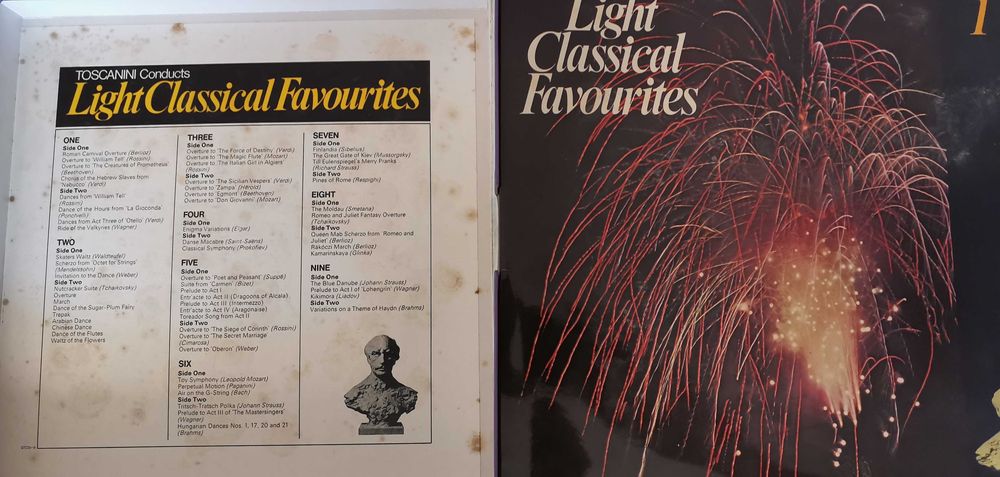 TOSCANINI Conducts
Light Classical Favourites
ONE
Side One
Roman Carnival Overture (Berlioz)
Overture to 'William Tell' (Rossini)
Overture to 'The Creatures of Prometheus'
(Beethoven)
Chorus of the Hebrew Slaves from
'Nabucco' (Verdi)
Side Two
Dances from 'William Tell'
(Rossini)
Dance of the Hours from 'La Gioconda'
(Ponchielli)
Dances from Act Three of 'Otello' (Verdi)
Ride of the Valkyries (Wagner)
TWO
Side One
Skaters Waltz (Waldteufel)
Scherzo from 'Octet for Strings'
(Mendelssohn)
Invitation to the Dance (Weber)
Side Two
Nutcracker Suite (Tchaikovsky)
Overture
March
Dance of the Sugar-Plum Fairy
Trepak
Arabian Dance
Chinese Dance
Dance of the Flutes
Waltz of the Flowers
THREE
Side One
Overture to 'The Force of Destiny' (Verdi)
Overture to 'The Magic Flute' (Mozart)
Overture to 'The Italian Girl in Algiers'
(Rossini)
Side Two
Overture to 'The Sicilian Vespers' (Verdi)
Overture to 'Zampa' (Hérold)
Overture to 'Egmont' (Beethoven)
Overture to 'Don Giovanni' (Mozart)
FOUR
Side One
Enigma Variations (Elgar)
Side Two
Danse Macabre (Saint-Saëns)
Classical Symphony (Prokofiev)
FIVE
Side One
Overture to 'Poet and Peasant' (Suppé)
Suite from 'Carmen' (Bizet)
Prelude to Act I
Entr'acte to Act II (Dragoons of Alcala)
Prelude to Act III (Intermezzo)
Entr'acte to Act IV (Aragonaise)
Toreador Song from Act II
Side Two
Overture to 'The Siege of Corinth' (Rossini)
Overture to 'The Secret Marriage'
(Cimarosa)
Overture to 'Oberon' (Weber)
SIX
Side One
Toy Symphony (Leopold Mozart)
Perpetual Motion (Paganini)
Air on the G-String (Bach)
Side Two
Tritsch-Tratsch Polka (Johann Strauss)
Prelude to Act III of 'The Mastersingers'
(Wagner)
Hungarian Dances Nos. 1, 17, 20 and 21
(Brahms)
SEVEN
Side One
Finlandia (Sibelius)
The Great Gate of Kiev (Mussorgsky)
Till Eulenspiegel's Merry Pranks
(Richard Strauss)
Side Two
Pines of Rome (Respighi)
EIGHT
Side One
The Moldau (Smetana)
Romeo and Juliet Fantasy Overture
(Tchaikovsky)
Side Two
Queen Mab Scherzo from 'Romeo and
Juliet' (Berlioz)
Rakóczi March (Berlioz)
Kamarinskaya (Glinka)
NINE
Side One
The Blue Danube (Johann Strauss)
Prelude to Act I of 'Lohengrin' (Wagner)
Kikimora (Liadov)
Side Two
Variations on a Theme of Haydn (Brahms)
Light
Classical
Favourites